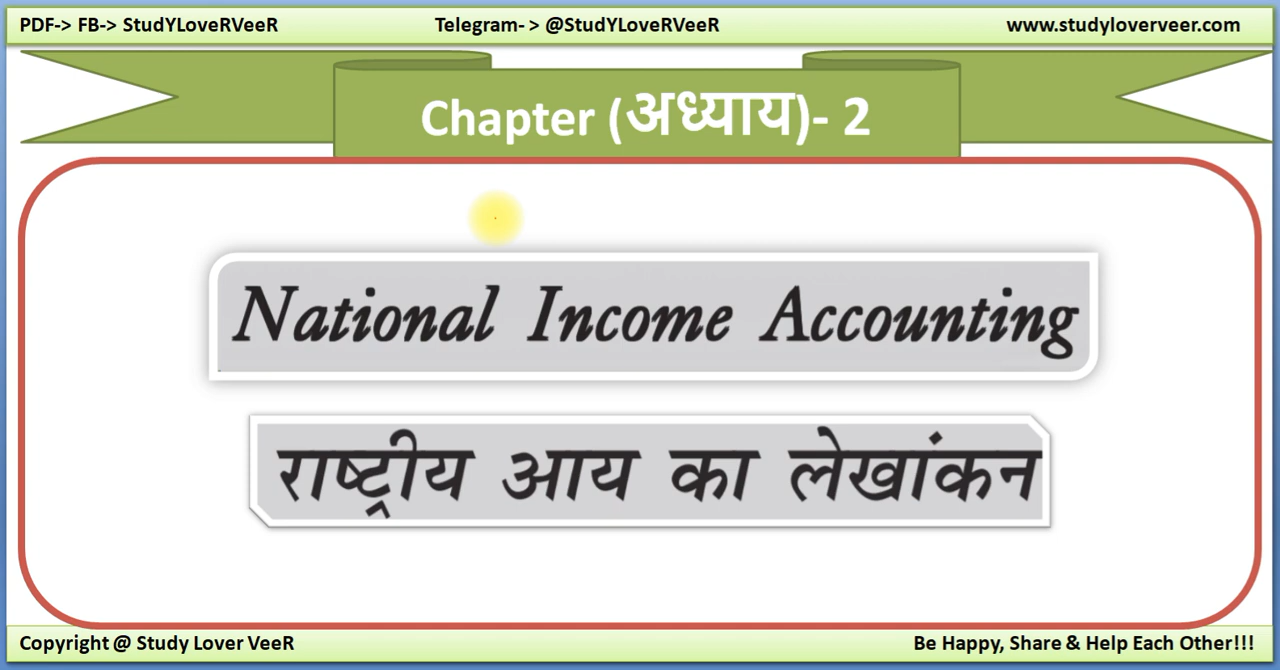 PDF-> FB-> StudYLoveRVeeR Telegram- > @StudYLoveRVeeR www.studyloverveer.com
Chapter (अध्याय)- 2
National Income Accounting
राष्ट्रीय आय का लेखांकन
Copyright @ Study Lover VeeR Be Happy, Share & Help Each Other!!!